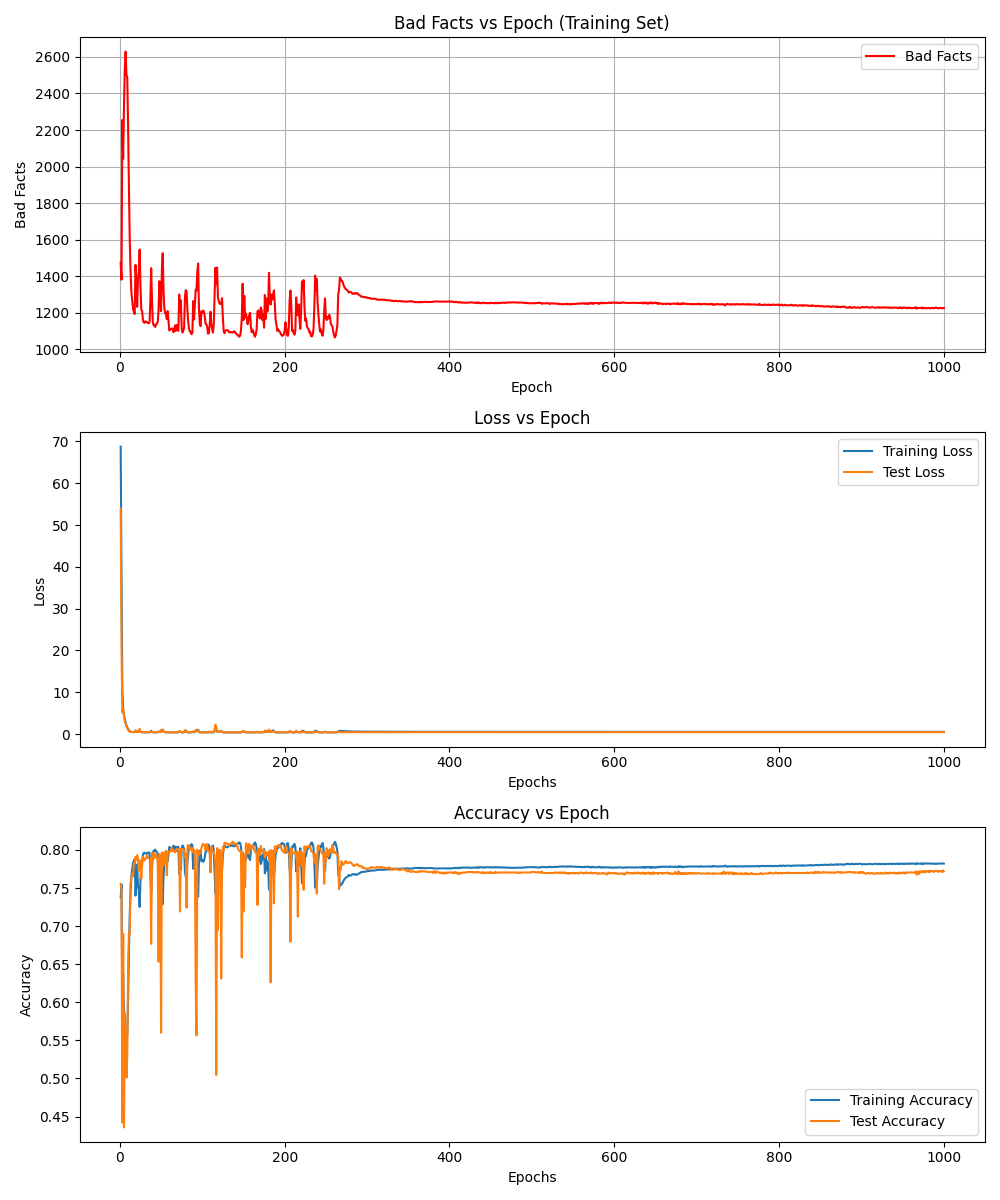 Bad Facts vs Epoch (Training Set)
Bad Facts
2600
2400
2200
2000
1800
1600
1400
1200
1000
Bad Facts
0 200 400 600 800 1000
Epoch
Loss vs Epoch
Training Loss
Test Loss
70
60
50
40
30
20
10
0
Loss
0 200 400 600 800 1000
Epochs
Accuracy vs Epoch
0.80
0.75
0.70
0.65
0.60
0.55
0.50
0.45
Accuracy
Training Accuracy
Test Accuracy
0 200 400 600 800 1000
Epochs